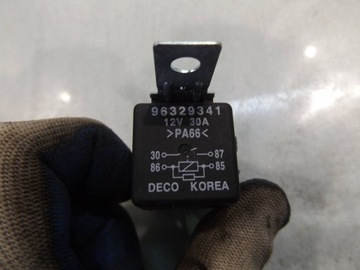 96329341
12V 30A
>PA66<
30 87
86 85
DECO KOREA